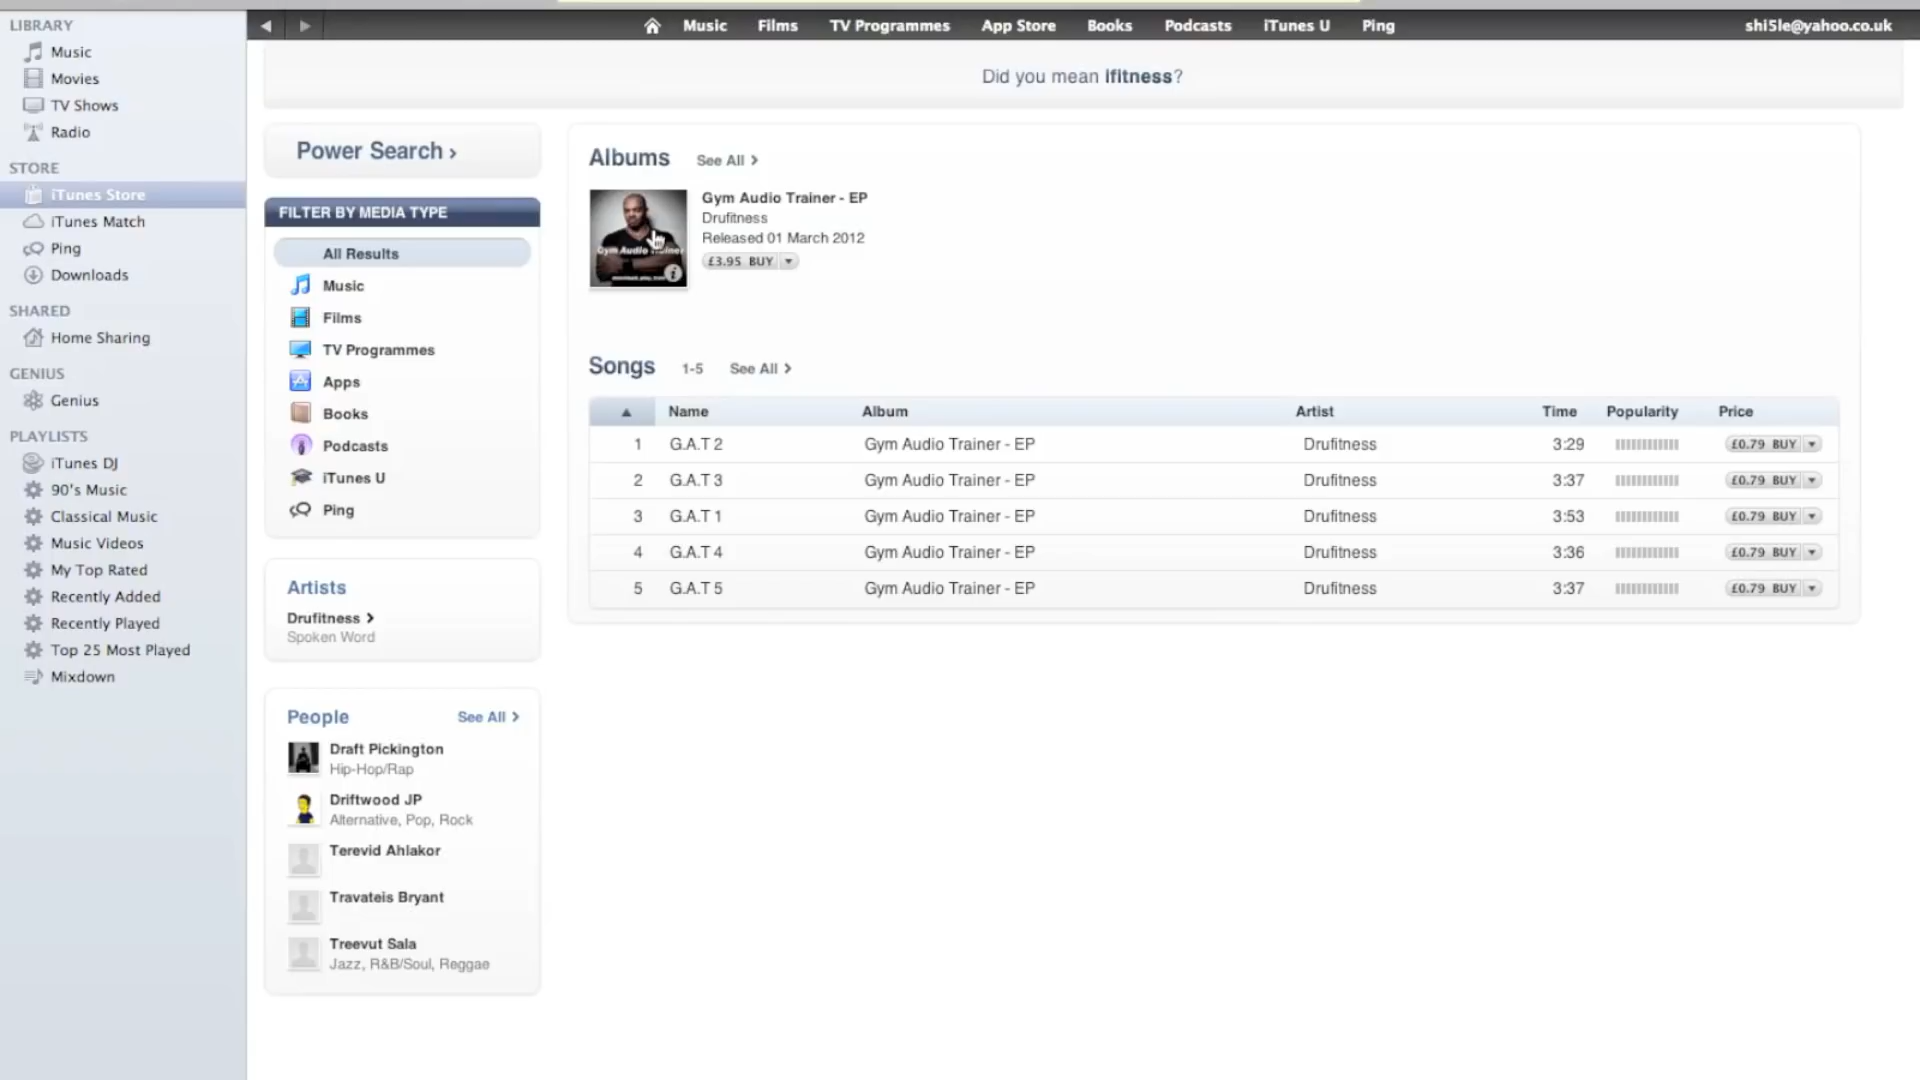 LIBRARY
Music
Movies
TV Shows
Radio
STORE
iTunes Store
iTunes Match
Ping
Downloads
SHARED
Home Sharing
GENIUS
Genius
PLAYLISTS
iTunes DJ
90's Music
Classical Music
Music Videos
My Top Rated
Recently Added
Recently Played
Top 25 Most Played
Mixdown
Music Films TV Programmes App Store Books Podcasts iTunes U Ping shi5le@yahoo.co.uk
Did you mean ifitness?
Power Search ›
FILTER BY MEDIA TYPE
All Results
Music
Films
TV Programmes
Apps
Books
Podcasts
iTunes U
Ping
Artists
Drufitness
Spoken Word
People See All
Draft Pickington
Hip-Hop/Rap
Driftwood JP
Alternative, Pop, Rock
Terevid Ahlakor
Travateis Bryant
Treevut Sala
Jazz, R&B/Soul, Reggae
Albums See All
Gym Audio Trainer
Gym Audio Trainer - EP
Drufitness
Released 01 March 2012
£3.95 BUY
Songs 1-5 See All
Name Album Artist Time Popularity Price
1 G.A.T 2 Gym Audio Trainer - EP Drufitness 3:29 £0.79 BUY
2 G.A.T 3 Gym Audio Trainer - EP Drufitness 3:37 £0.79 BUY
3 G.A.T 1 Gym Audio Trainer - EP Drufitness 3:53 £0.79 BUY
4 G.A.T 4 Gym Audio Trainer - EP Drufitness 3:36 £0.79 BUY
5 G.A.T 5 Gym Audio Trainer - EP Drufitness 3:37 £0.79 BUY